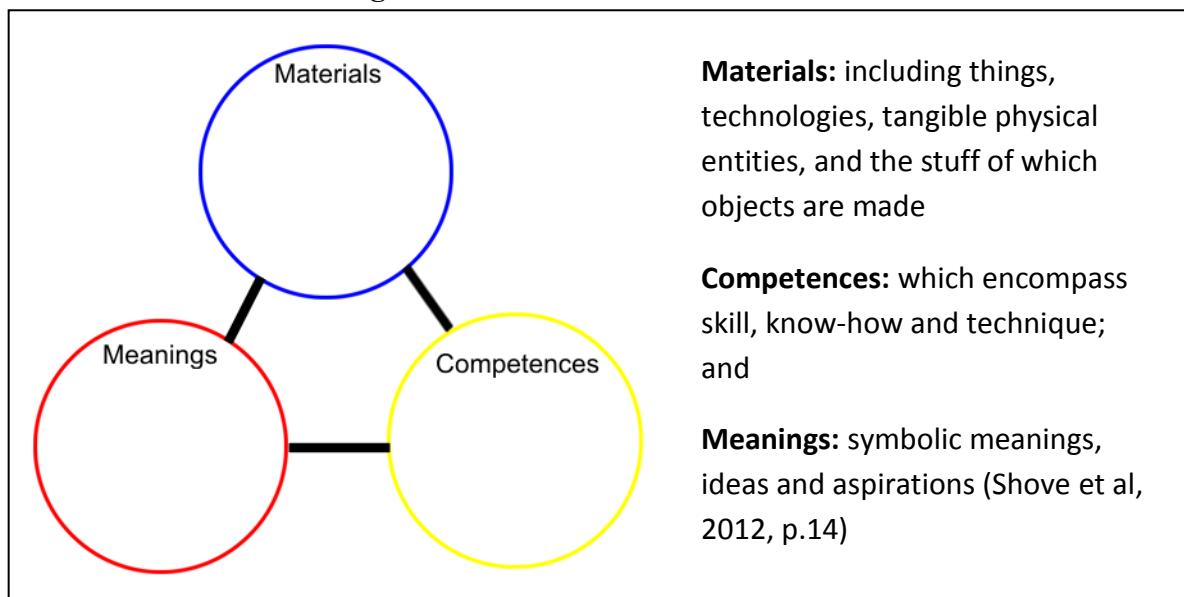 Materials
Meanings
Competences
Materials: including things,
technologies, tangible physical
entities, and the stuff of which
objects are made
Competences: which encompass
skill, know-how and technique;
and
Meanings: symbolic meanings,
ideas and aspirations (Shove et al,
2012, p.14)